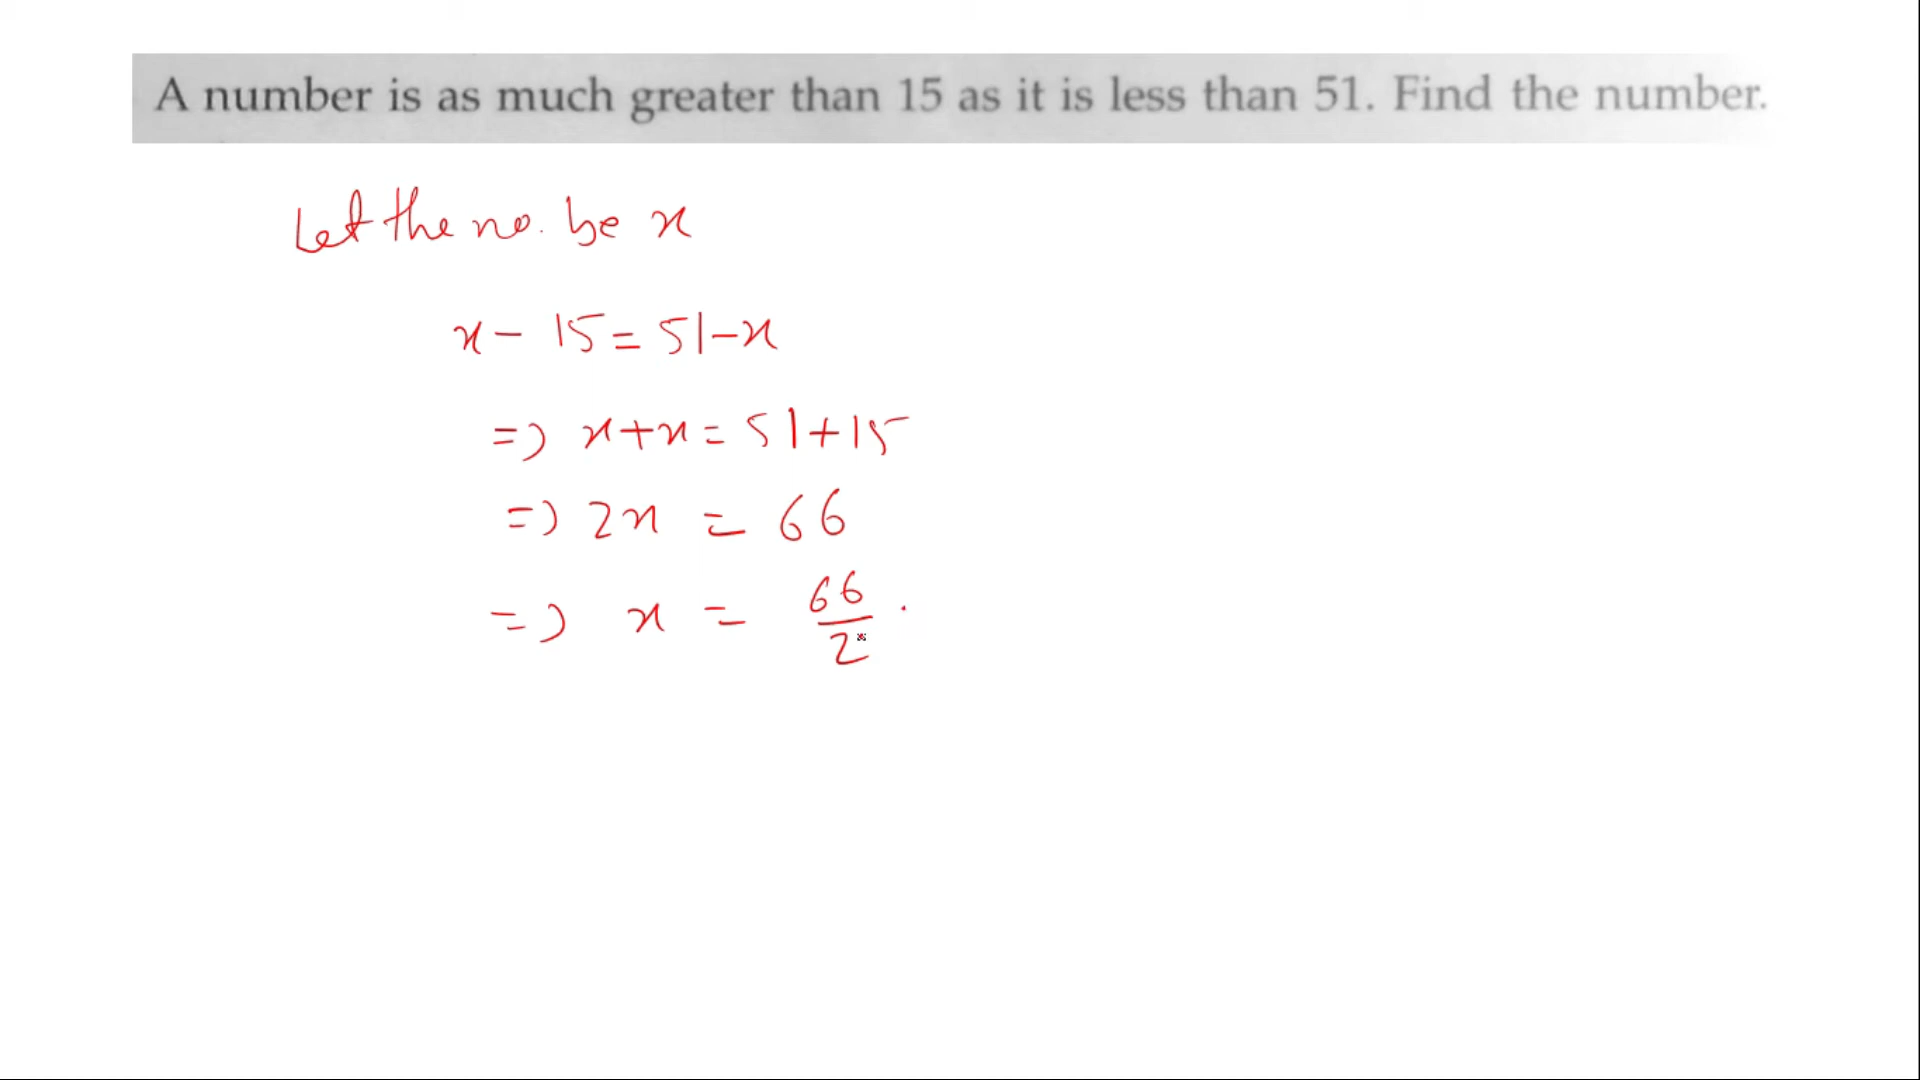 A number is as much greater than 15 as it is less than 51. Find the number.
Let the no. be x
x - 15 = 51 - x
=> x + x = 51 + 15
=> 2x = 66
=> x = 66/2 .